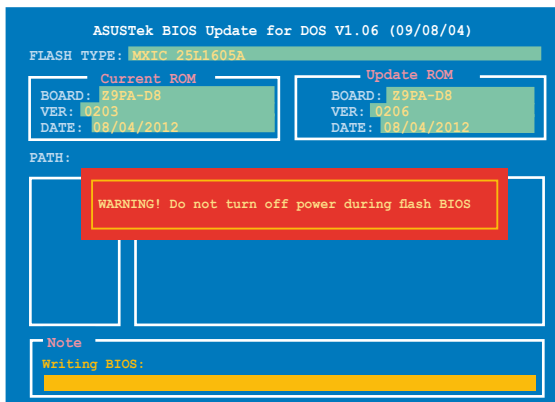 ASUSTek BIOS Update for DOS V1.06 (09/08/04)
FLASH TYPE: MXIC 25L1605A
Current ROM
BOARD: Z9PA-D8
VER: 0203
DATE: 08/04/2012
Update ROM
BOARD: Z9PA-D8
VER: 0206
DATE: 08/04/2012
PATH:
WARNING! Do not turn off power during flash BIOS
Note
Writing BIOS: